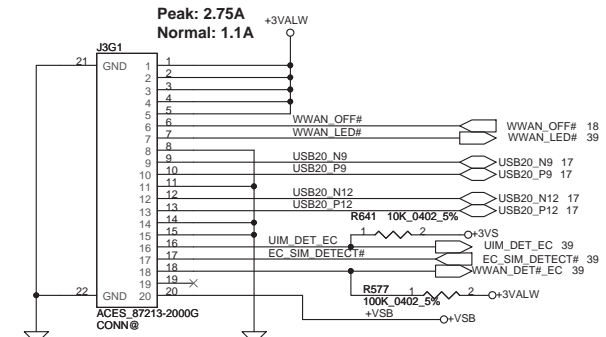 Peak: 2.75A
Normal: 1.1A
+3VALW
J3G1
21 GND 1 1
2 2
3 3
4 4
5 5
6 6 WWAN_OFF# WWAN_OFF# 18
7 7 WWAN_LED# WWAN_LED# 39
8 8
9 9 USB20_N9 USB20_N9 17
10 10 USB20_P9 USB20_P9 17
11 11
12 12 USB20_N12 USB20_N12 17
13 13 USB20_P12 USB20_P12 17
14 14 R641 10K_0402_5%
15 15 1 2 +3VS
16 16 UIM_DET_EC UIM_DET_EC 39
17 17 EC_SIM_DETECT# EC_SIM_DETECT# 39
18 18 WWAN_DET#_EC 39
19 19 R577
22 GND 20 20 1 2 +3VALW
100K_0402_5%
ACES_87213-2000G
CONN@
+VSB +VSB